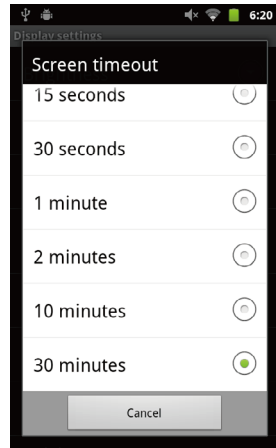 6:20
Display settings
Screen timeout
15 seconds
30 seconds
1 minute
2 minutes
10 minutes
30 minutes
Cancel